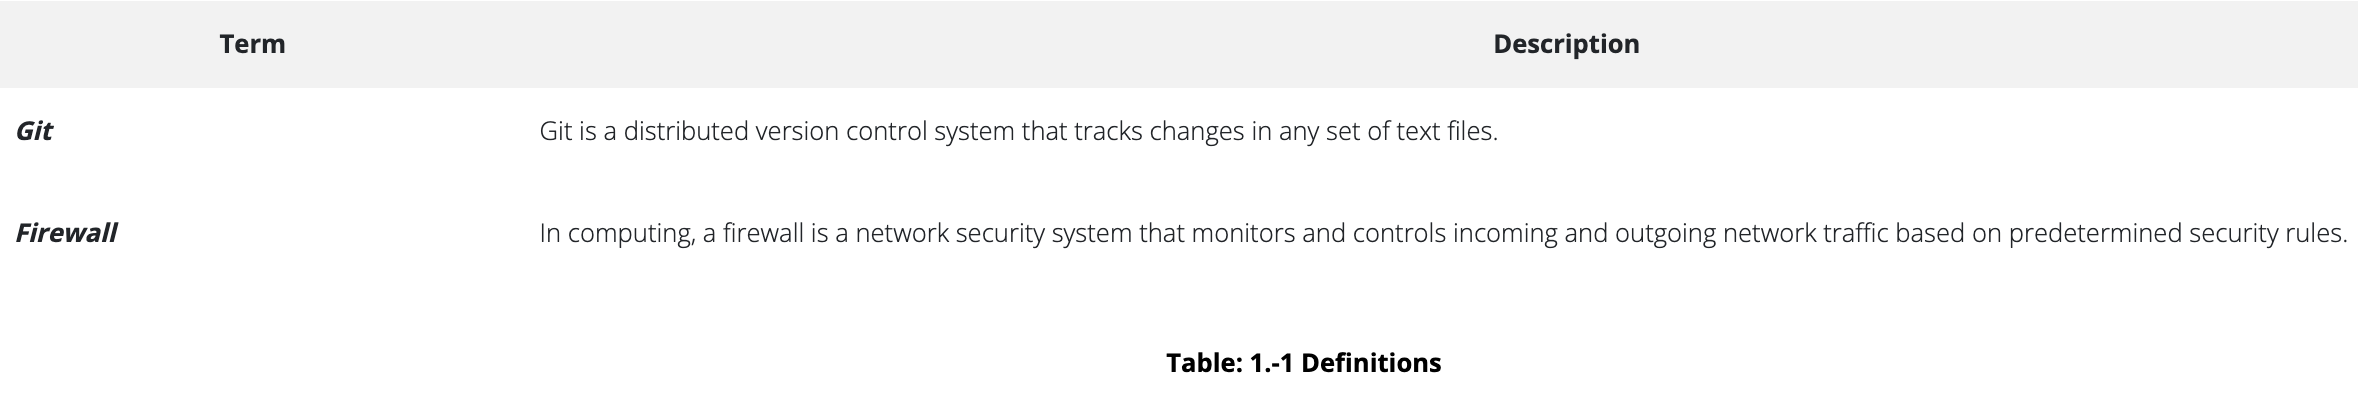 Term Description
Git Git is a distributed version control system that tracks changes in any set of text files.
Firewall In computing, a firewall is a network security system that monitors and controls incoming and outgoing network traffic based on predetermined security rules.
Table: 1.-1 Definitions